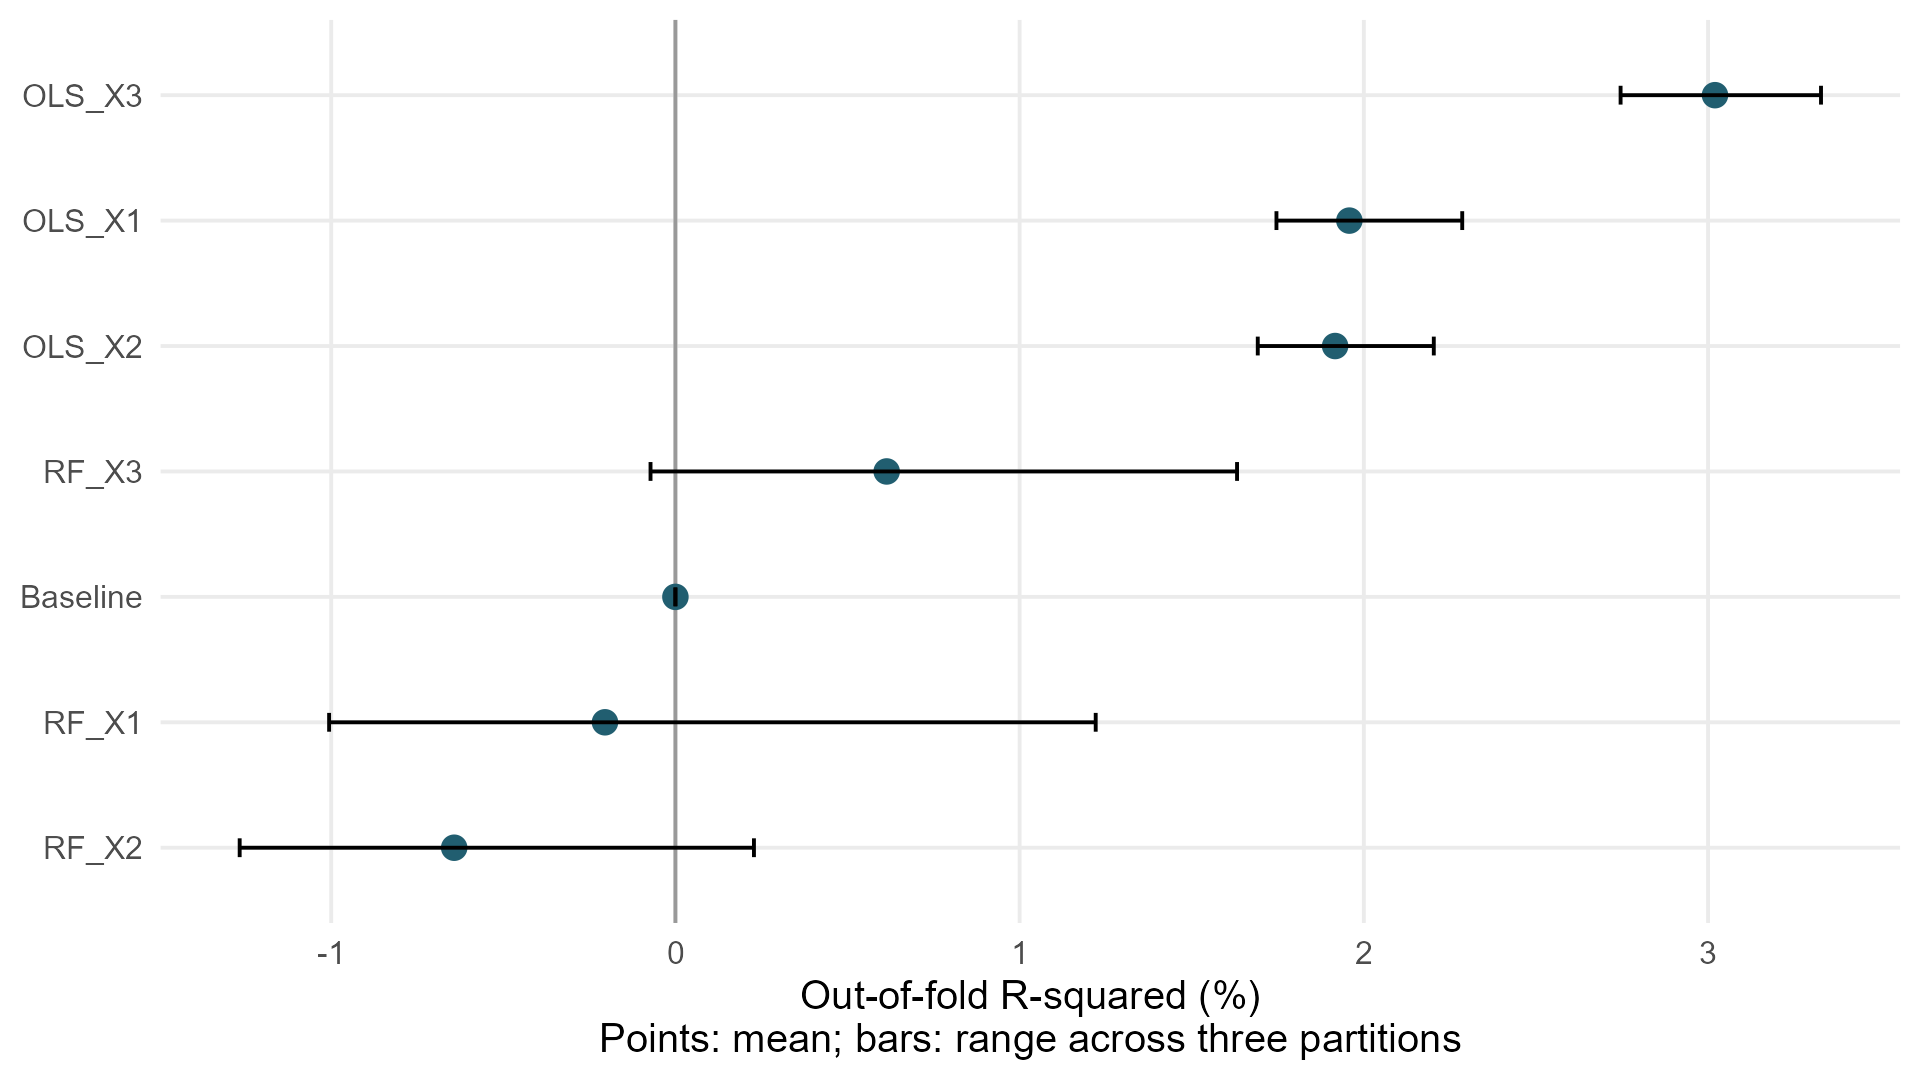 OLS_X3
OLS_X1
OLS_X2
RF_X3
Baseline
RF_X1
RF_X2
-1 0 1 2 3
Out-of-fold R-squared (%)
Points: mean; bars: range across three partitions